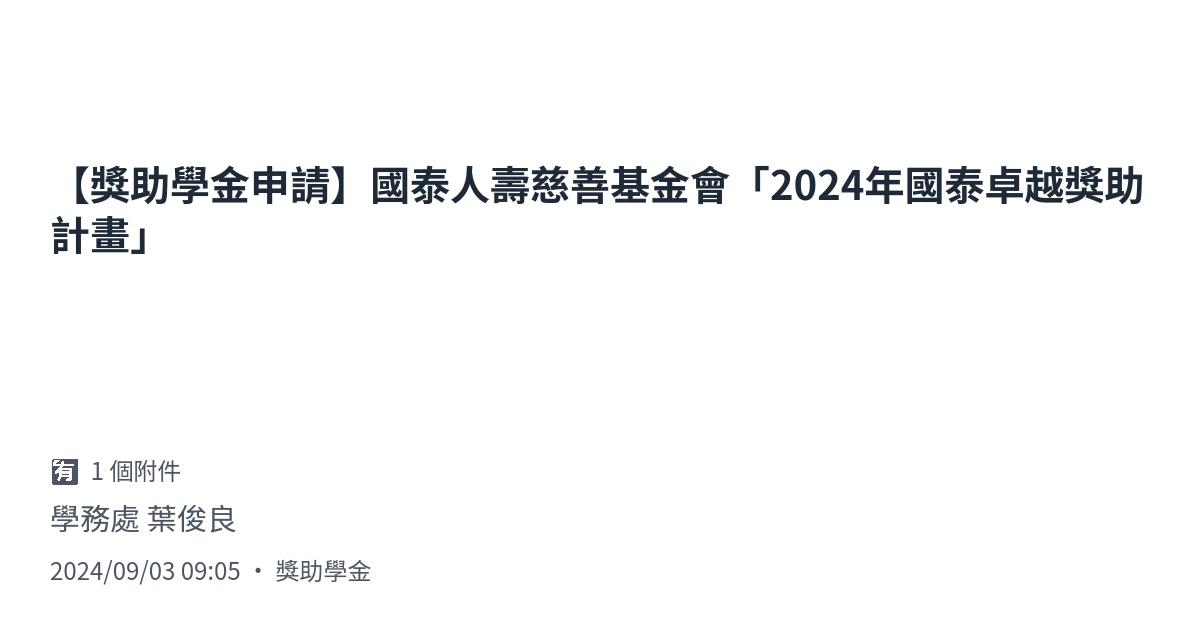 【獎助學金申請】國泰人壽慈善基金會「2024年國泰卓越獎助
計畫」
🈶 1 個附件
學務處 葉俊良
2024/09/03 09:05 • 獎助學金